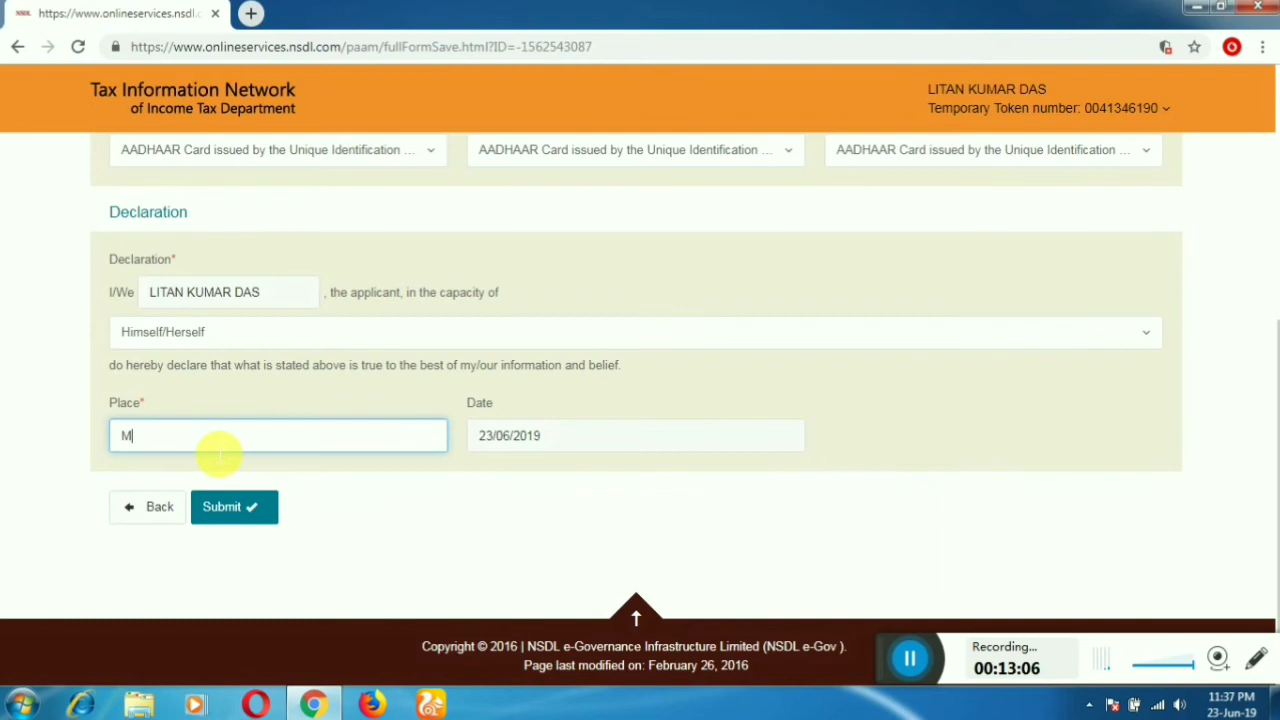 https://www.onlineservices.nsdl.c
https://www.onlineservices.nsdl.com/paam/fullFormSave.html?ID=-1562543087
Tax Information Network
of Income Tax Department
LITAN KUMAR DAS
Temporary Token number: 0041346190
AADHAAR Card issued by the Unique Identification ...
AADHAAR Card issued by the Unique Identification ...
AADHAAR Card issued by the Unique Identification ...
Declaration
Declaration*
I/We LITAN KUMAR DAS , the applicant, in the capacity of
Himself/Herself
do hereby declare that what is stated above is true to the best of my/our information and belief.
Place*
Date
M
23/06/2019
Back
Submit
Copyright © 2016 | NSDL e-Governance Infrastructure Limited (NSDL e-Gov ).
Page last modified on: February 26, 2016
Recording...
00:13:06
11:37 PM
23-Jun-19